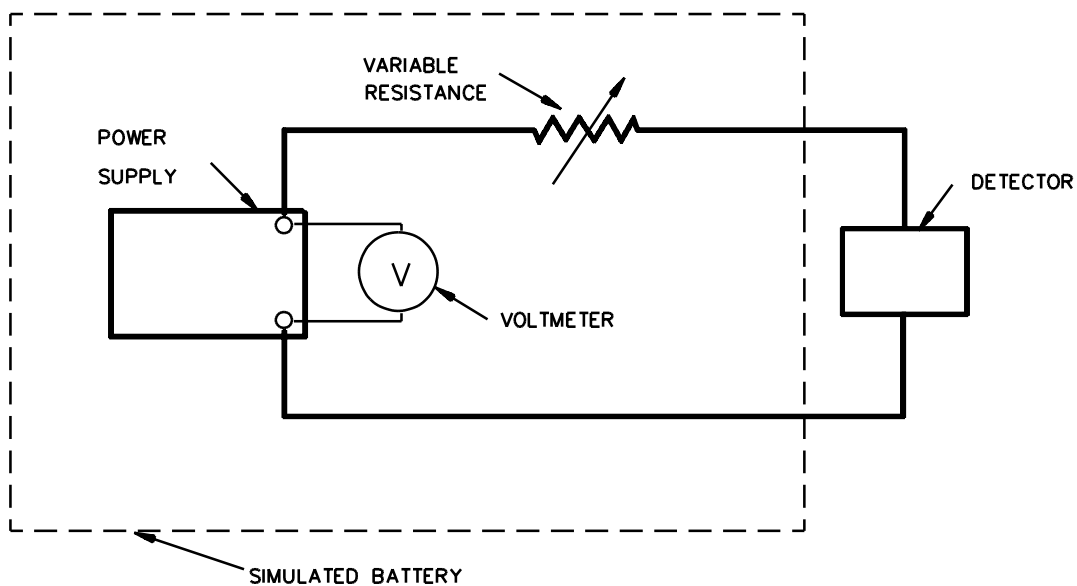 VARIABLE
RESISTANCE
POWER
SUPPLY
DETECTOR
V
VOLTMETER
SIMULATED BATTERY